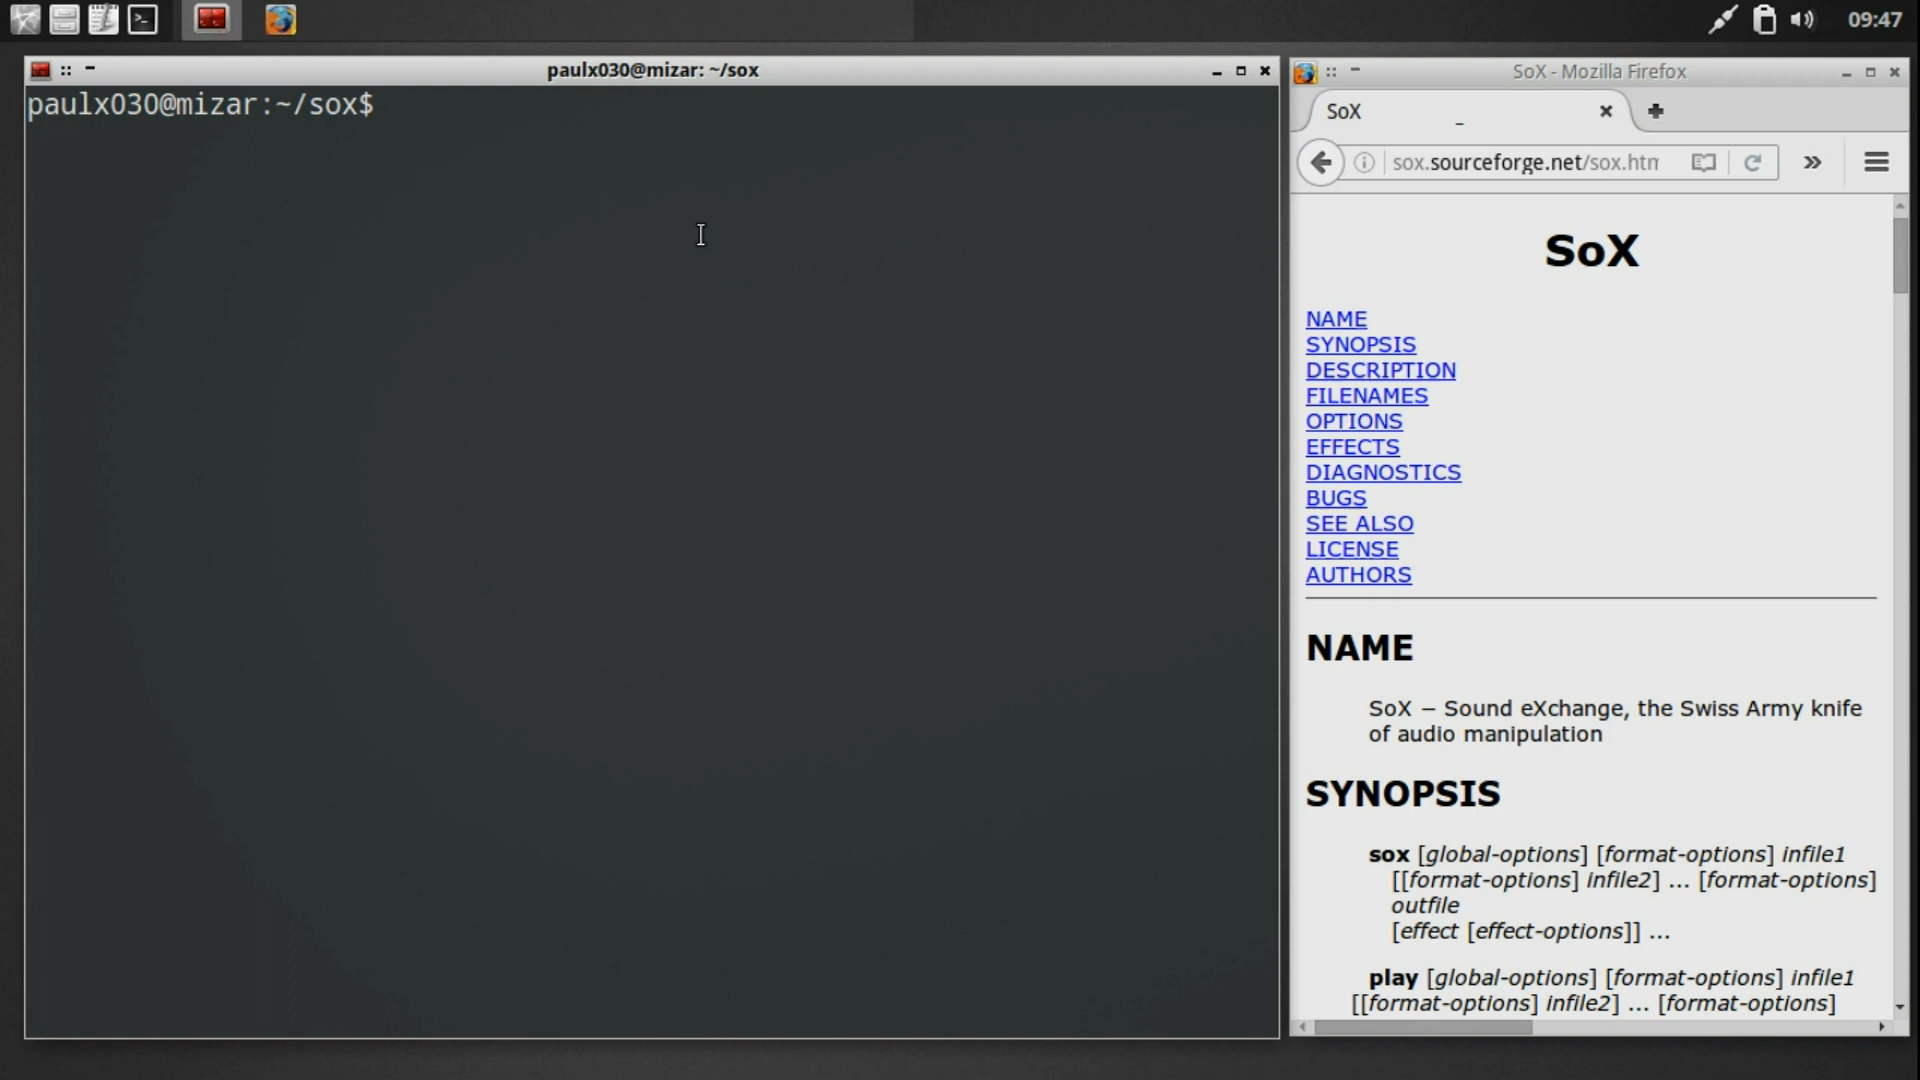 09:47
paulx030@mizar: ~/sox
paulx030@mizar:~/sox$
SoX - Mozilla Firefox
SoX
sox.sourceforge.net/sox.htm
SoX
NAME
SYNOPSIS
DESCRIPTION
FILENAMES
OPTIONS
EFFECTS
DIAGNOSTICS
BUGS
SEE ALSO
LICENSE
AUTHORS
NAME
SoX − Sound eXchange, the Swiss Army knife
of audio manipulation
SYNOPSIS
sox [global-options] [format-options] infile1
[[format-options] infile2] ... [format-options]
outfile
[effect [effect-options]] ...
play [global-options] [format-options] infile1
[[format-options] infile2] ... [format-options]